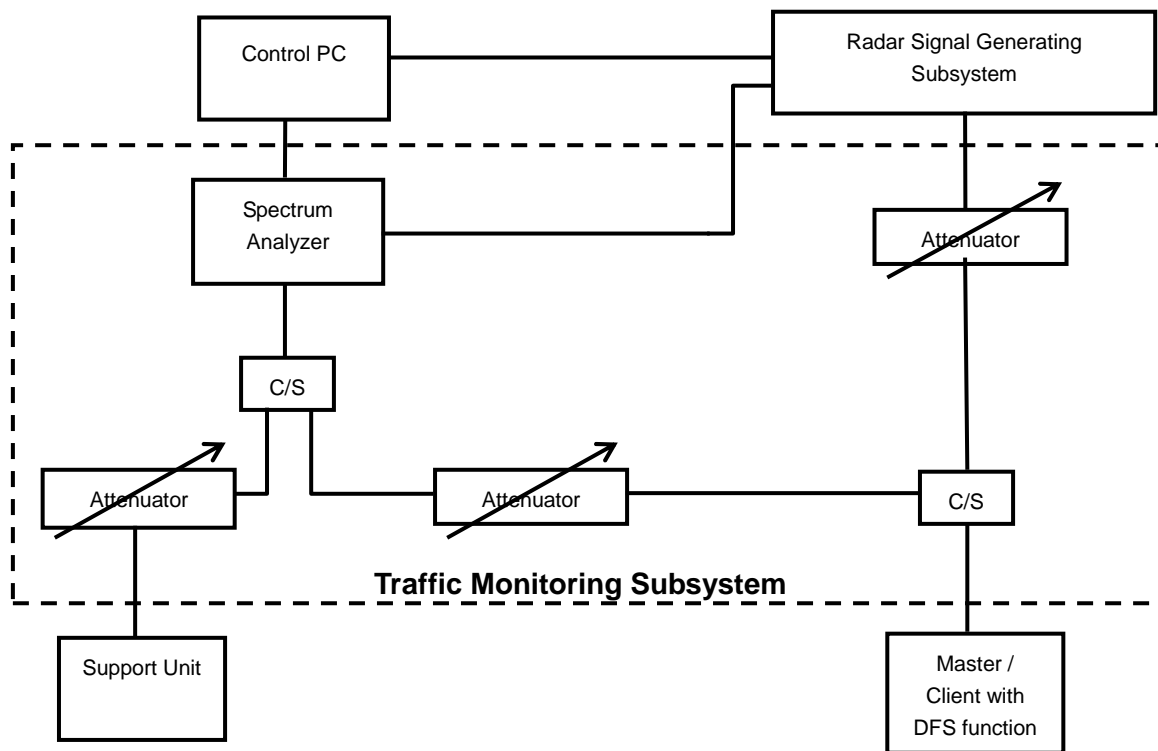 Control PC
Radar Signal Generating
Subsystem
Spectrum
Analyzer
Attenuator
C/S
Attenuator
Attenuator
C/S
Traffic Monitoring Subsystem
Support Unit
Master /
Client with
DFS function